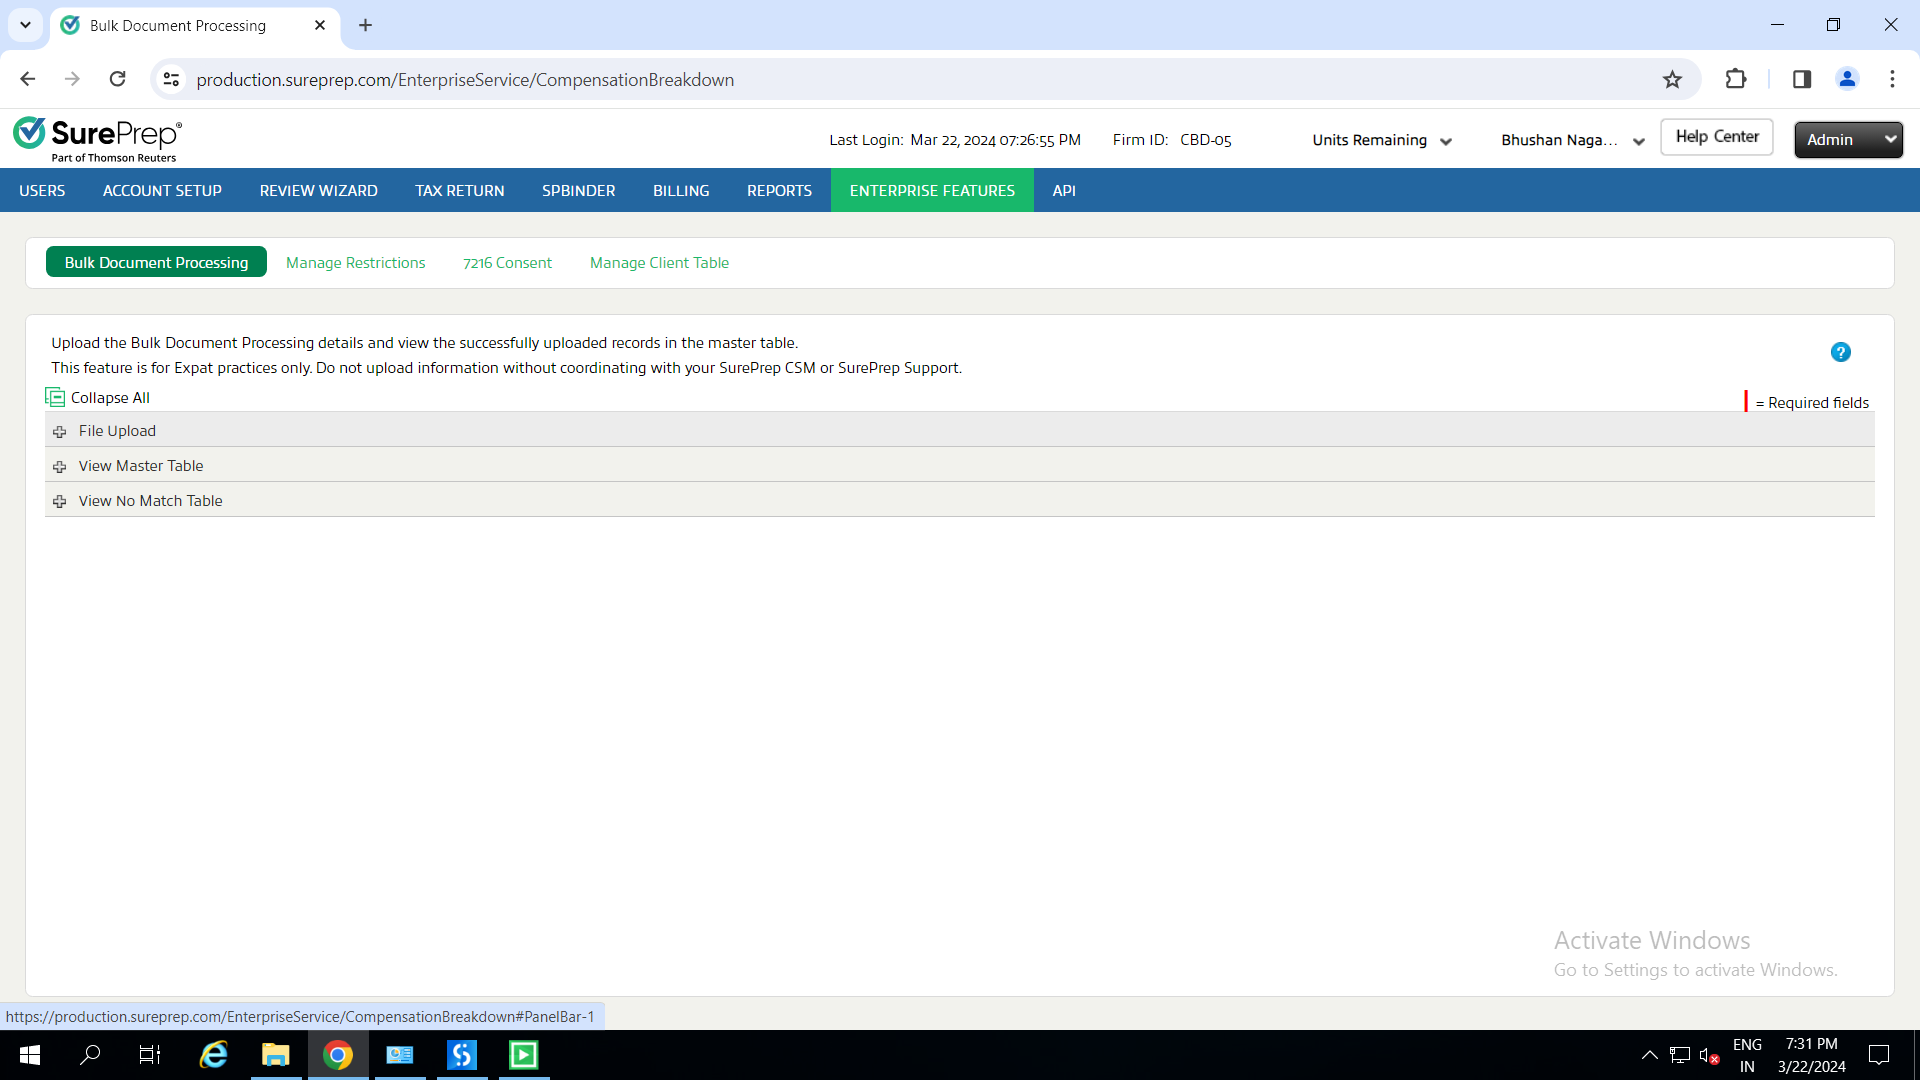 Bulk Document Processing
production.sureprep.com/EnterpriseService/CompensationBreakdown
SurePrep®
Part of Thomson Reuters
Last Login: Mar 22, 2024 07:26:55 PM
Firm ID: CBD-05
Units Remaining
Bhushan Naga...
Help Center
Admin
USERS
ACCOUNT SETUP
REVIEW WIZARD
TAX RETURN
SPBINDER
BILLING
REPORTS
ENTERPRISE FEATURES
API
Bulk Document Processing
Manage Restrictions
7216 Consent
Manage Client Table
Upload the Bulk Document Processing details and view the successfully uploaded records in the master table.
This feature is for Expat practices only. Do not upload information without coordinating with your SurePrep CSM or SurePrep Support.
Collapse All
= Required fields
File Upload
View Master Table
View No Match Table
Activate Windows
Go to Settings to activate Windows.
https://production.sureprep.com/EnterpriseService/CompensationBreakdown#PanelBar-1
ENG
IN
7:31 PM
3/22/2024